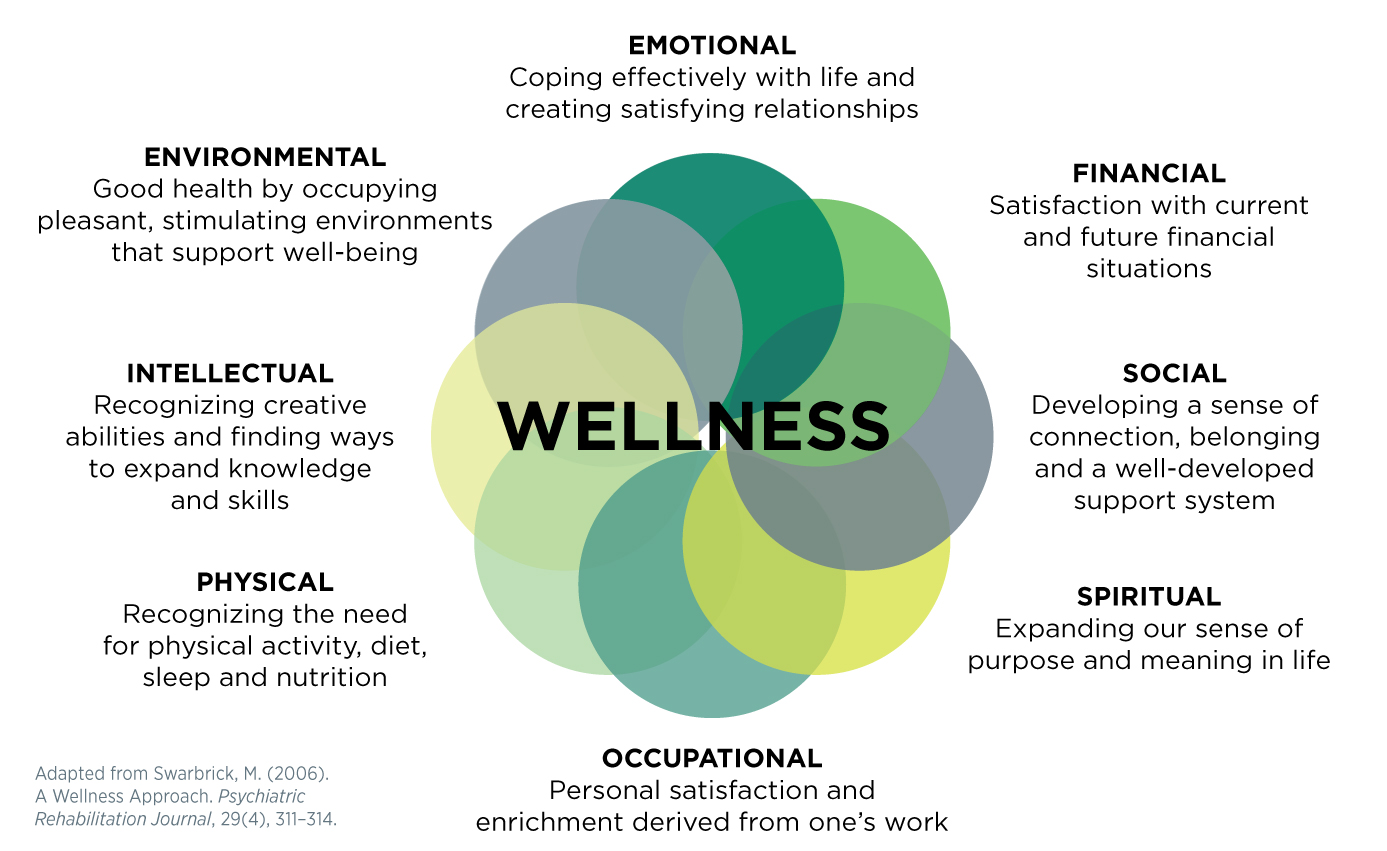 EMOTIONAL
Coping effectively with life and
creating satisfying relationships
ENVIRONMENTAL
Good health by occupying
pleasant, stimulating environments
that support well-being
FINANCIAL
Satisfaction with current
and future financial
situations
INTELLECTUAL
Recognizing creative
abilities and finding ways
to expand knowledge
and skills
WELLNESS
SOCIAL
Developing a sense of
connection, belonging
and a well-developed
support system
PHYSICAL
Recognizing the need
for physical activity, diet,
sleep and nutrition
SPIRITUAL
Expanding our sense of
purpose and meaning in life
OCCUPATIONAL
Personal satisfaction and
enrichment derived from one’s work
Adapted from Swarbrick, M. (2006).
A Wellness Approach. Psychiatric
Rehabilitation Journal, 29(4), 311–314.